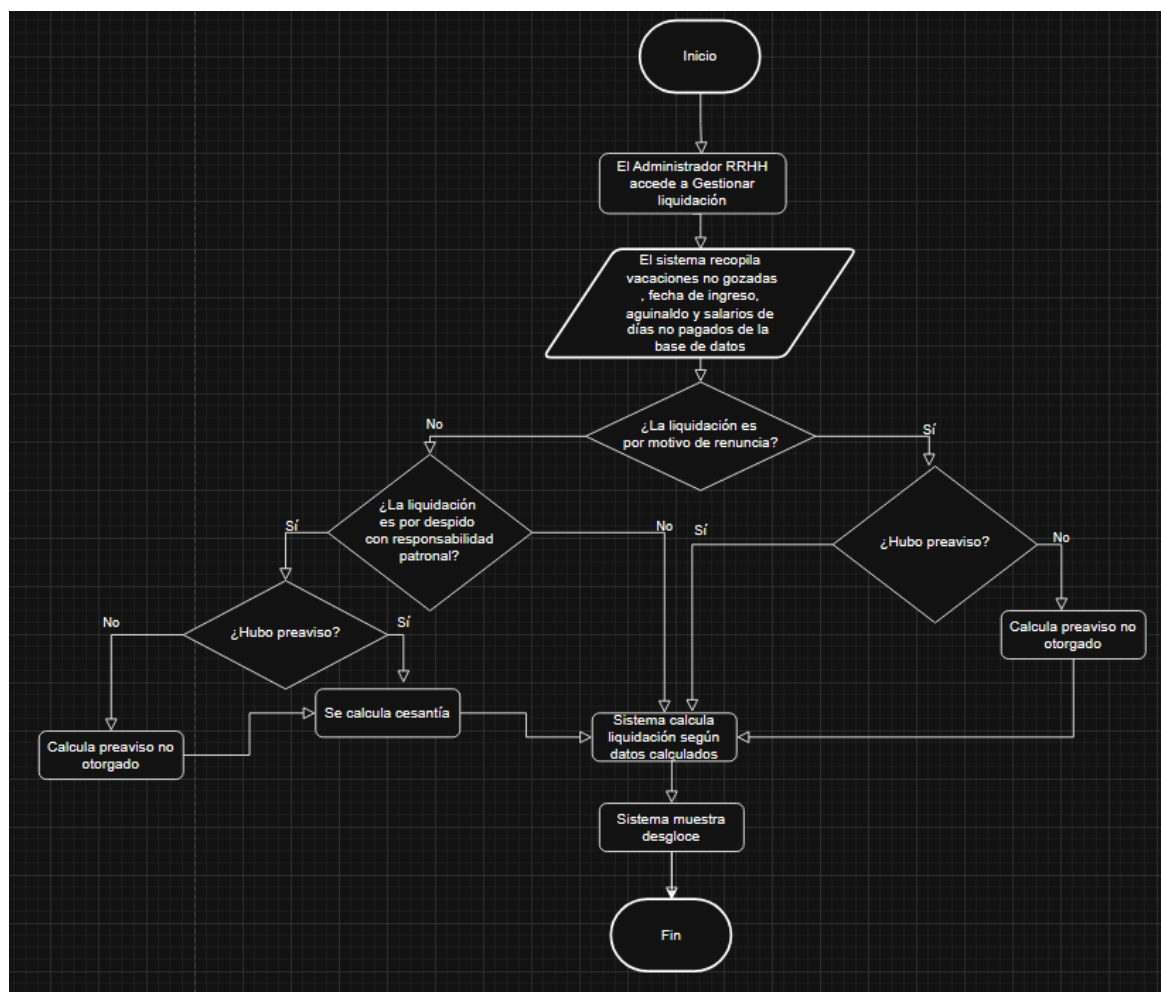 Inicio
El Administrador RRHH
accede a Gestionar
liquidación
El sistema recopila
vacaciones no gozadas
, fecha de ingreso,
aguinaldo y salarios de
días no pagados de la
base de datos
¿La liquidación es
por motivo de renuncia?
No
Sí
¿La liquidación
es por despido
con responsabilidad
patronal?
Sí
No
Sí
¿Hubo preaviso?
No
¿Hubo preaviso?
No
Sí
Calcula preaviso no
otorgado
Se calcula cesantía
Calcula preaviso no
otorgado
Sistema calcula
liquidación según
datos calculados
Sistema muestra
desgloce
Fin